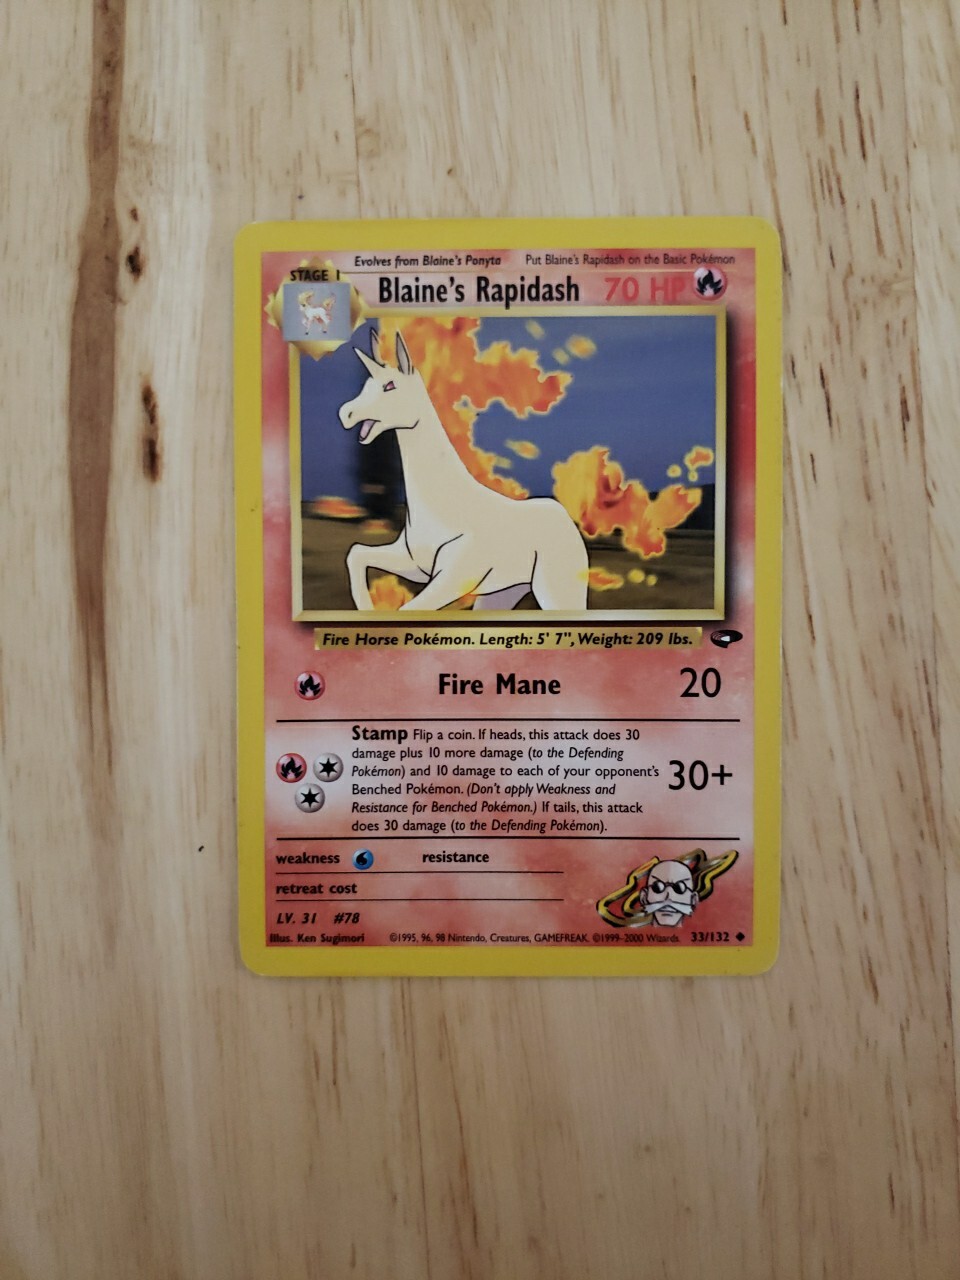 Evolves from Blaine's Ponyta Put Blaine's Rapidash on the Basic Pokémon
STAGE 1
Blaine's Rapidash 70 HP
Fire Horse Pokémon. Length: 5' 7", Weight: 209 lbs.
Fire Mane 20
Stamp Flip a coin. If heads, this attack does 30
damage plus 10 more damage (to the Defending
Pokémon) and 10 damage to each of your opponent's
Benched Pokémon. (Don't apply Weakness and
Resistance for Benched Pokémon.) If tails, this attack
does 30 damage (to the Defending Pokémon).
30+
weakness resistance
retreat cost
LV. 31 #78
Illus. Ken Sugimori ©1995, 96, 98 Nintendo, Creatures, GAMEFREAK. ©1999-2000 Wizards. 33/132